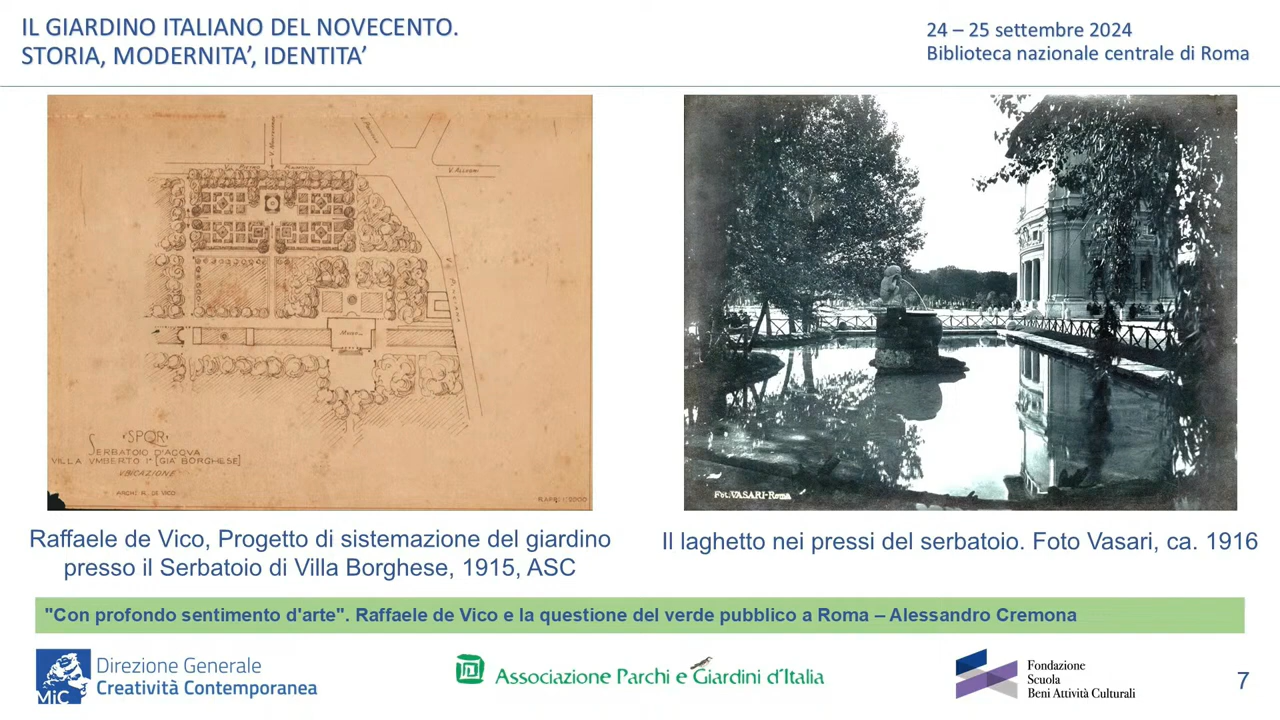 IL GIARDINO ITALIANO DEL NOVECENTO.
STORIA, MODERNITA’, IDENTITA’
24 – 25 settembre 2024
Biblioteca nazionale centrale di Roma
V. ALLEGRI
SPQR
SERBATOIO D'ACQVA
VILLA VMBERTO I° [GIA BORGHESE]
VBICAZIONE
ARCHI. R. DE VICO
Fot. VASARI-Roma
Raffaele de Vico, Progetto di sistemazione del giardino
presso il Serbatoio di Villa Borghese, 1915, ASC
Il laghetto nei pressi del serbatoio. Foto Vasari, ca. 1916
"Con profondo sentimento d'arte". Raffaele de Vico e la questione del verde pubblico a Roma – Alessandro Cremona
MiC
Direzione Generale
Creatività Contemporanea
Associazione Parchi e Giardini d'Italia
Fondazione
Scuola
Beni Attività Culturali
7